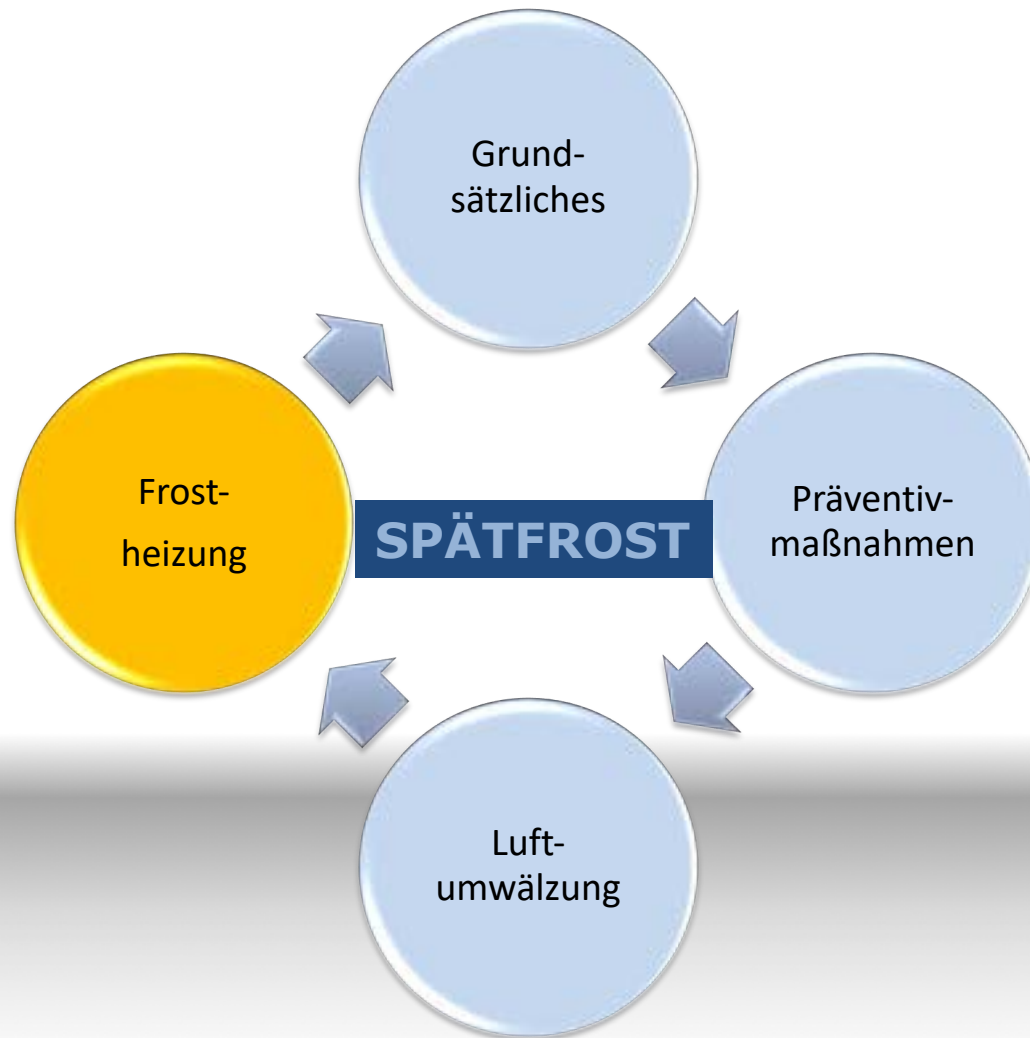 Grund-
sätzliches
Frost-
heizung
SPÄTFROST
Präventiv-
maßnahmen
Luft-
umwälzung